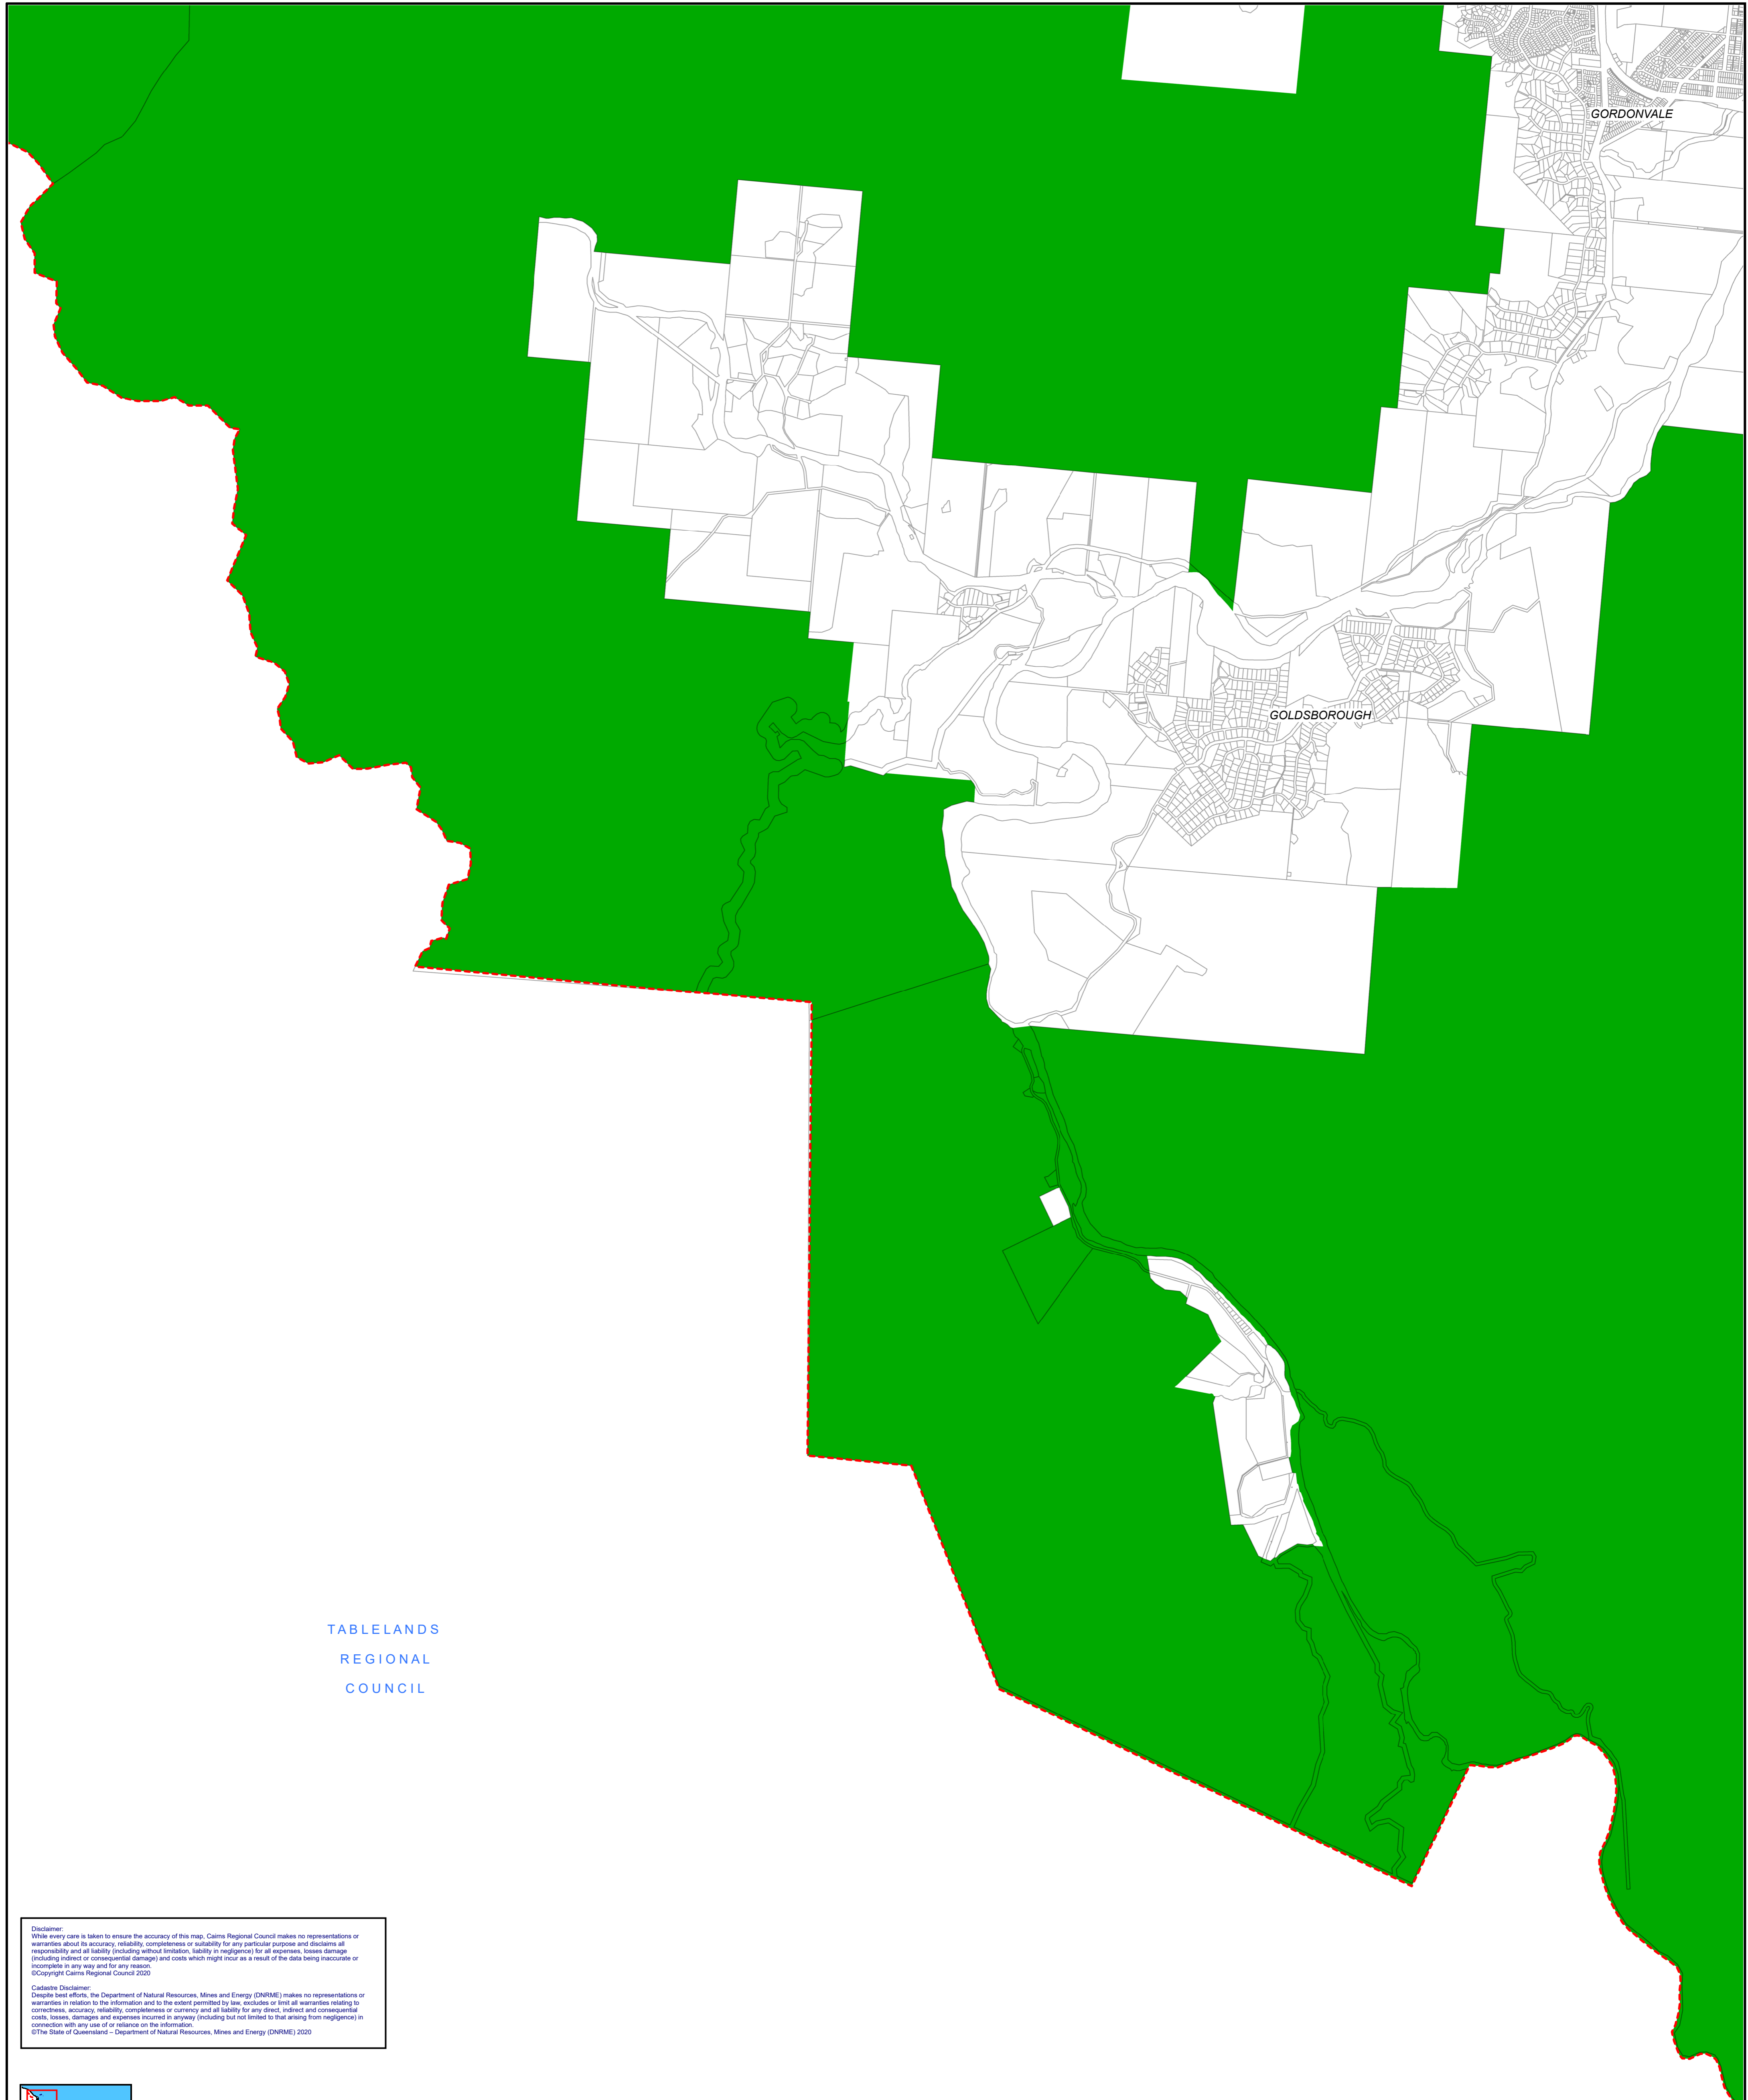 GORDONVALE
GOLDSBOROUGH
TABLELANDS
REGIONAL
COUNCIL
Disclaimer:
While every care is taken to ensure the accuracy of this map, Cairns Regional Council makes no representations or
warranties about its accuracy, reliability, completeness or suitability for any particular purpose and disclaims all
responsibility and all liability (including without limitation, liability in negligence) for all expenses, losses damage
(including indirect or consequential damage) and costs which might incur as a result of the data being inaccurate or
incomplete in any way and for any reason.
©Copyright Cairns Regional Council 2020
Cadastre Disclaimer:
Despite best efforts, the Department of Natural Resources, Mines and Energy (DNRME) makes no representations or
warranties in relation to the information and to the extent permitted by law, excludes or limit all warranties relating to
correctness, accuracy, reliability, completeness or currency and all liability for any direct, indirect and consequential
costs, losses, damages and expenses incurred in anyway (including but not limited to that arising from negligence) in
connection with any use of or reliance on the information.
©The State of Queensland – Department of Natural Resources, Mines and Energy (DNRME) 2020